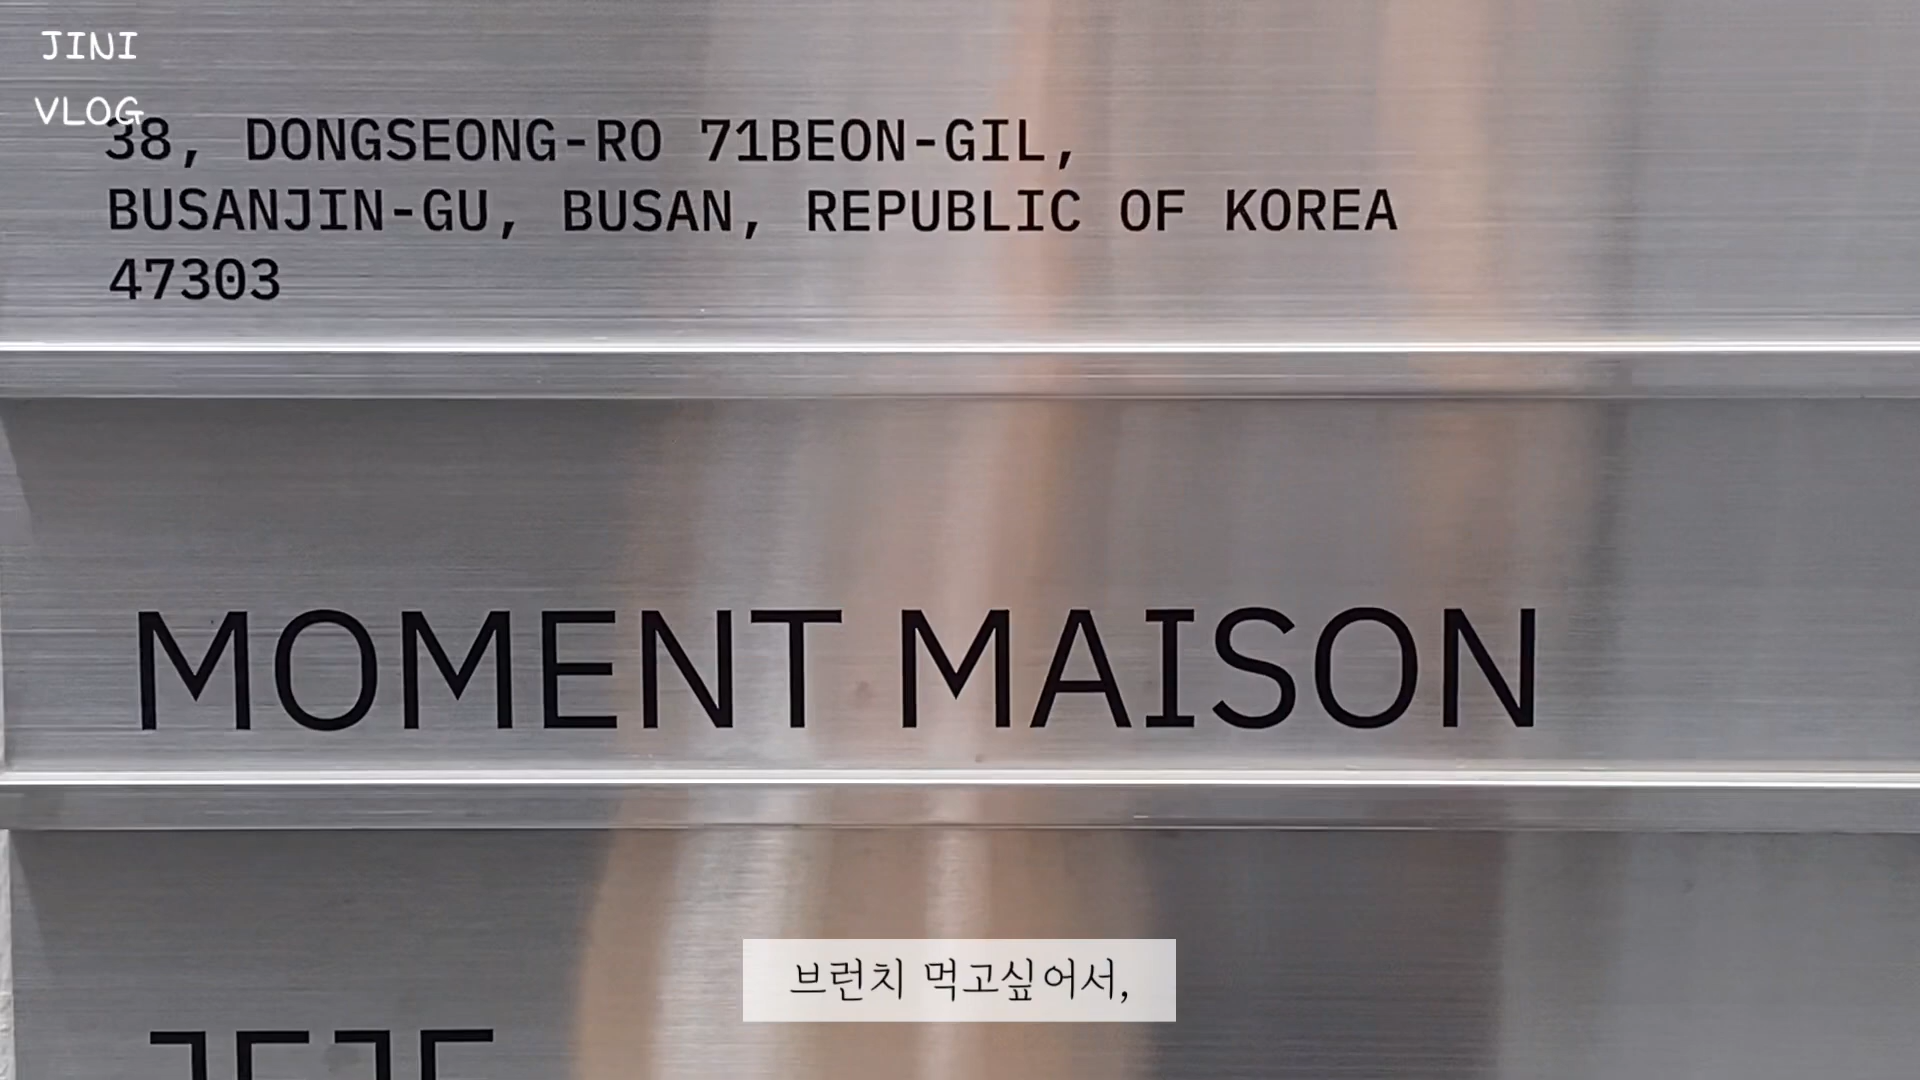 JINI
VLOG
38, DONGSEONG-RO 71BEON-GIL,
BUSANJIN-GU, BUSAN, REPUBLIC OF KOREA
47303
MOMENT MAISON
브런치 먹고싶어서,